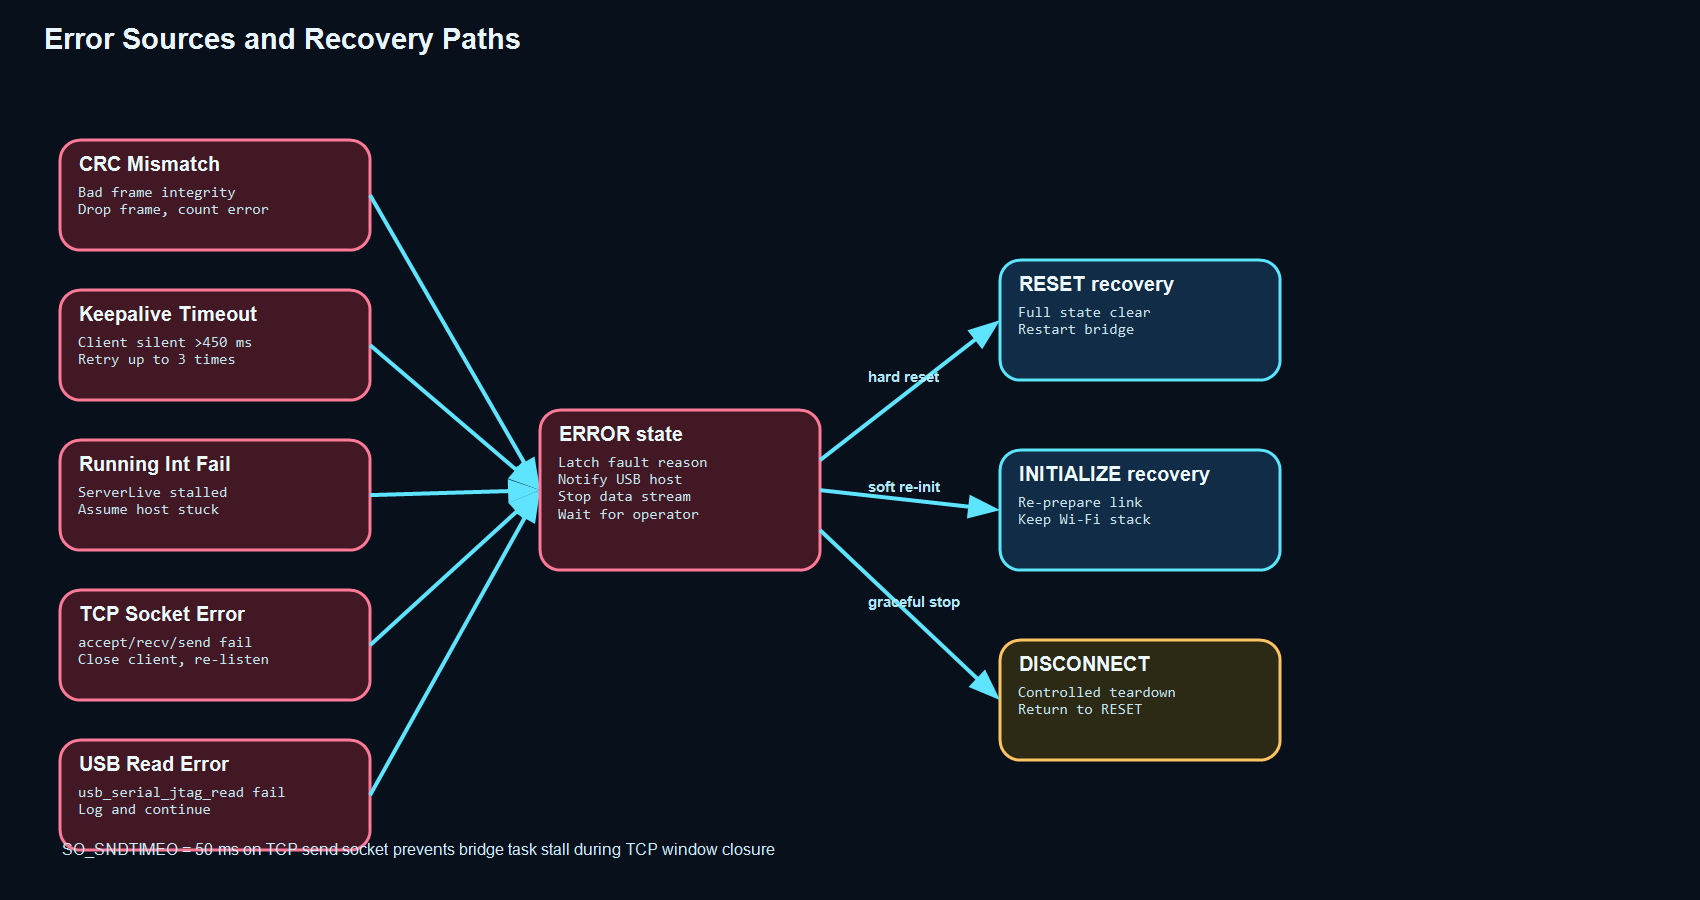 Error Sources and Recovery Paths
CRC Mismatch
Bad frame integrity
Drop frame, count error
Keepalive Timeout
Client silent >450 ms
Retry up to 3 times
Running Int Fail
ServerLive stalled
Assume host stuck
TCP Socket Error
accept/recv/send fail
Close client, re-listen
USB Read Error
usb_serial_jtag_read fail
Log and continue
SO_SNDTIMEO = 50 ms on TCP send socket prevents bridge task stall during TCP window closure
ERROR state
Latch fault reason
Notify USB host
Stop data stream
Wait for operator
hard reset
soft re-init
graceful stop
RESET recovery
Full state clear
Restart bridge
INITIALIZE recovery
Re-prepare link
Keep Wi-Fi stack
DISCONNECT
Controlled teardown
Return to RESET